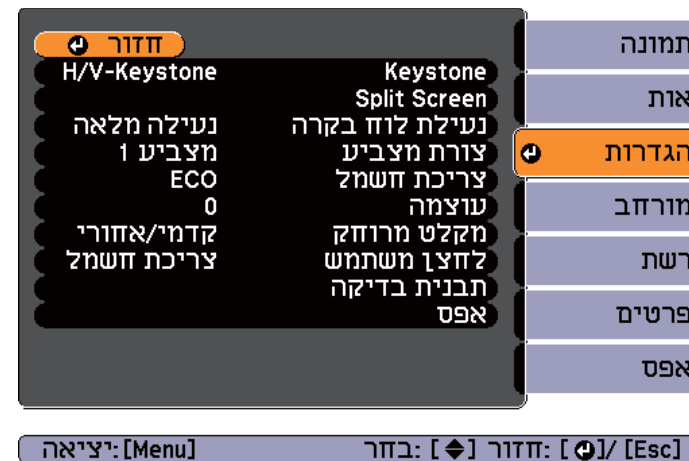 תמונה
אות
הגדרות
מורחב
רשת
פרטים
אפס
חזור
Keystone H/V-Keystone
Split Screen
נעילת לוח בקרה נעילה מלאה
צורת מצביע מצביע 1
צריכת חשמל ECO
עוצמה 0
מקלט מרוחק קדמי/אחורי
לחצן משתמש צריכת חשמל
תבנית בדיקה
אפס
[Esc] /[ ]: חזור [ ]: בחר [Menu]: יציאה